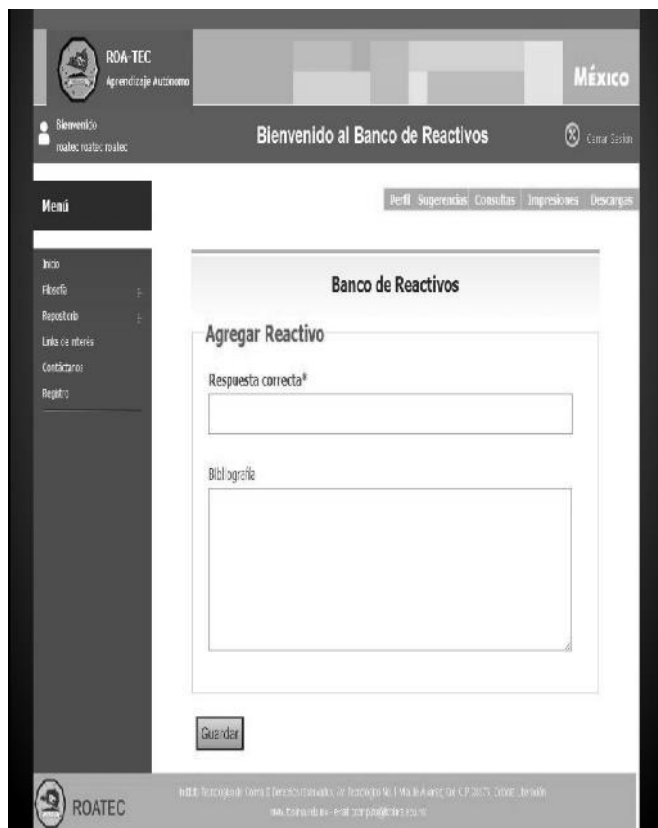 ROA-TEC
Aprendizaje Autónomo
MÉXICO
Bienvenido
roatec roatec roatec
Bienvenido al Banco de Reactivos
Cerrar Sesión
Menú
Perfil Sugerencias Consultas Impresiones Descargas
Inicio
Filosofía
Repositorio
Links de interés
Contáctanos
Registro
Banco de Reactivos
Agregar Reactivo
Respuesta correcta*
Bibliografía
Guardar
ROATEC